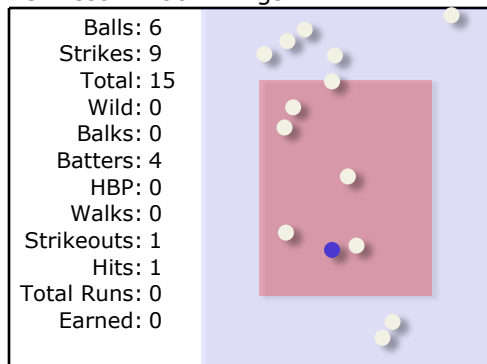 Balls: 6
Strikes: 9
Total: 15
Wild: 0
Balks: 0
Batters: 4
HBP: 0
Walks: 0
Strikeouts: 1
Hits: 1
Total Runs: 0
Earned: 0